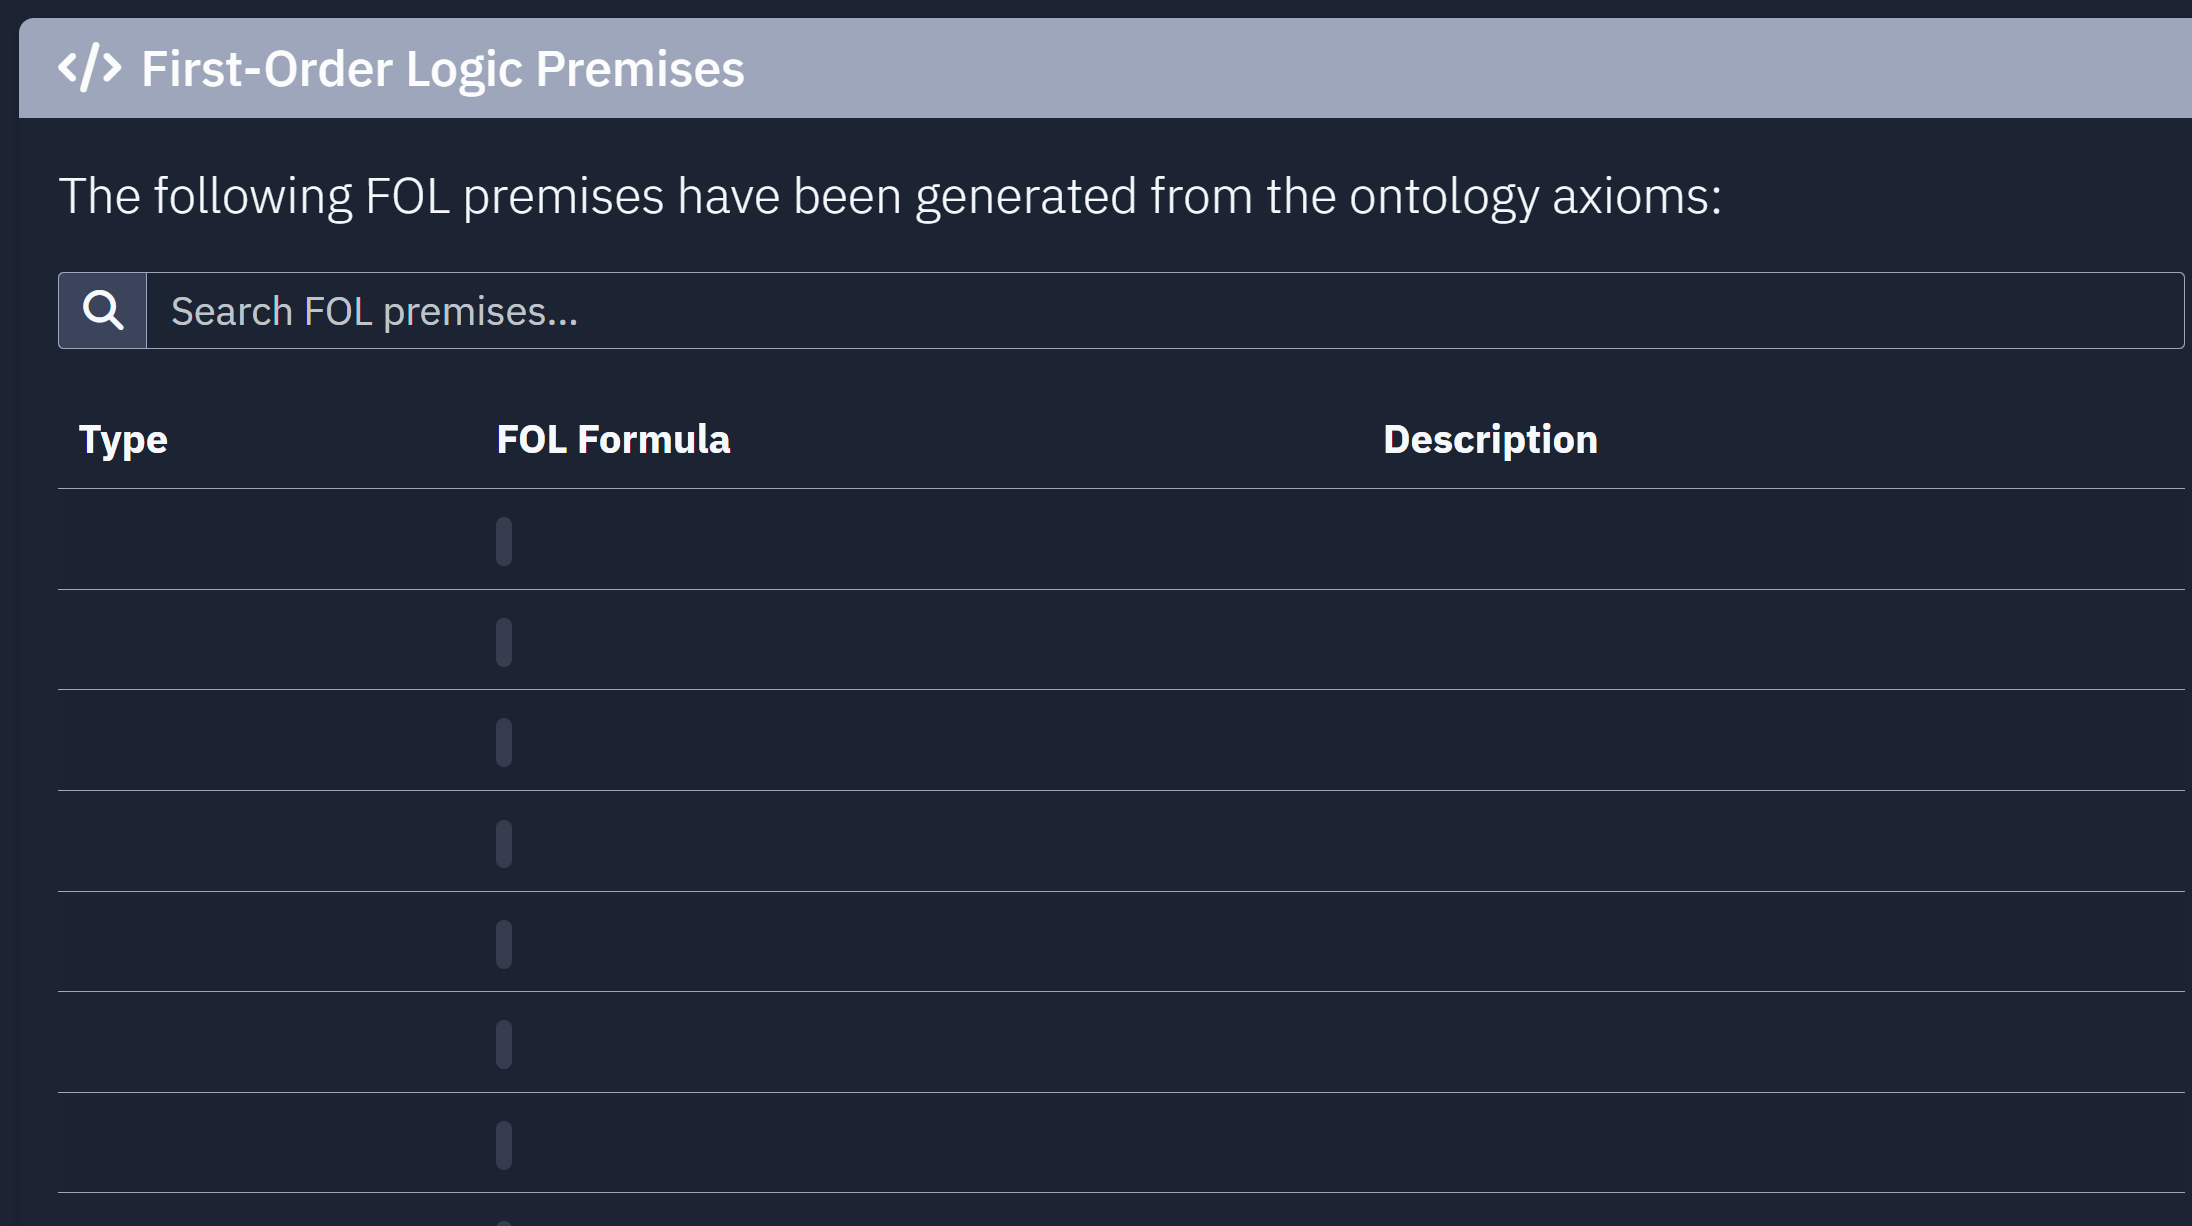 </> First-Order Logic Premises
The following FOL premises have been generated from the ontology axioms:
Search FOL premises...
Type FOL Formula Description